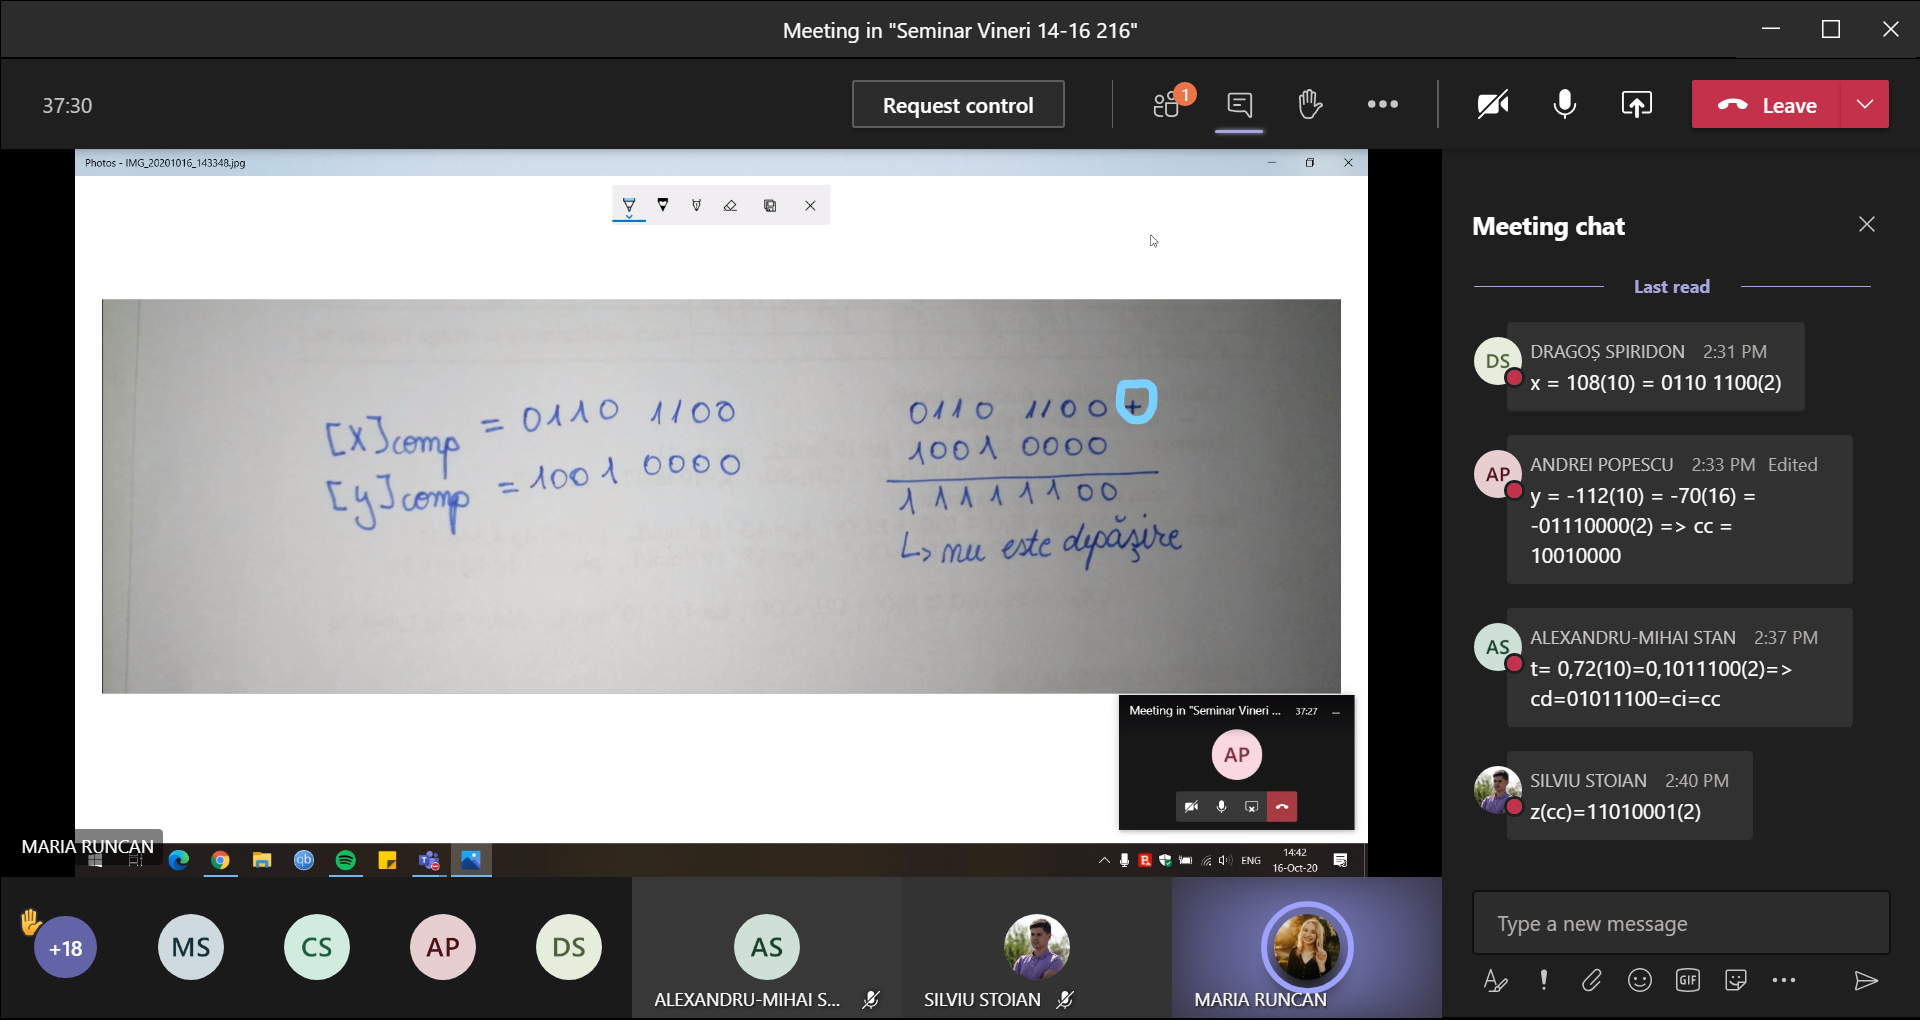 Meeting in "Seminar Vineri 14-16 216"
37:30
Request control
1
Leave
Photos - IMG_20201016_143348.jpg
[X]comp = 0110 1100
[y]comp = 1001 0000
0110 1100 +
1001 0000
11111100
↳ nu este depășire
Meeting in "Seminar Vineri ... 37:27
AP
MARIA RUNCAN
ENG
14:42
16-Oct-20
+18
MS
CS
AP
DS
AS
ALEXANDRU-MIHAI S...
SILVIU STOIAN
MARIA RUNCAN
Meeting chat
Last read
DS
DRAGOȘ SPIRIDON 2:31 PM
x = 108(10) = 0110 1100(2)
AP
ANDREI POPESCU 2:33 PM Edited
y = -112(10) = -70(16) =
-01110000(2) => cc =
10010000
AS
ALEXANDRU-MIHAI STAN 2:37 PM
t= 0,72(10)=0,1011100(2)=>
cd=01011100=ci=cc
SILVIU STOIAN 2:40 PM
z(cc)=11010001(2)
Type a new message
GIF